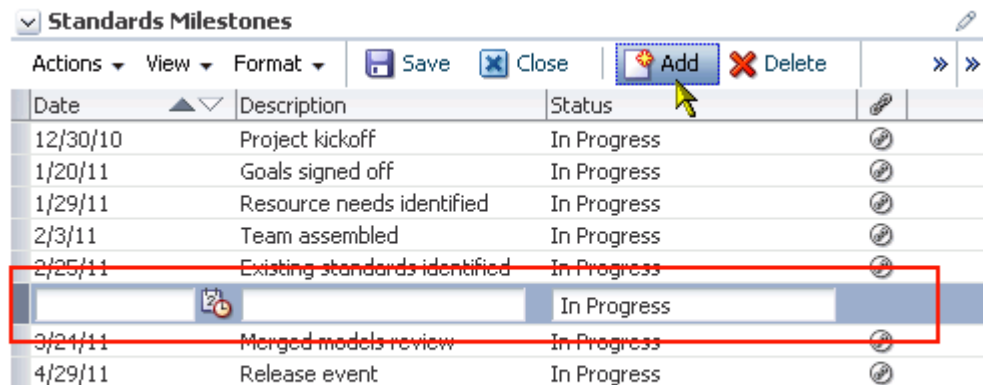 Standards Milestones
Actions View Format Save Close Add Delete » »
Date Description Status
12/30/10 Project kickoff In Progress
1/20/11 Goals signed off In Progress
1/29/11 Resource needs identified In Progress
2/3/11 Team assembled In Progress
2/25/11 Existing standards identified In Progress
In Progress
3/24/11 Merged models review In Progress
4/29/11 Release event In Progress